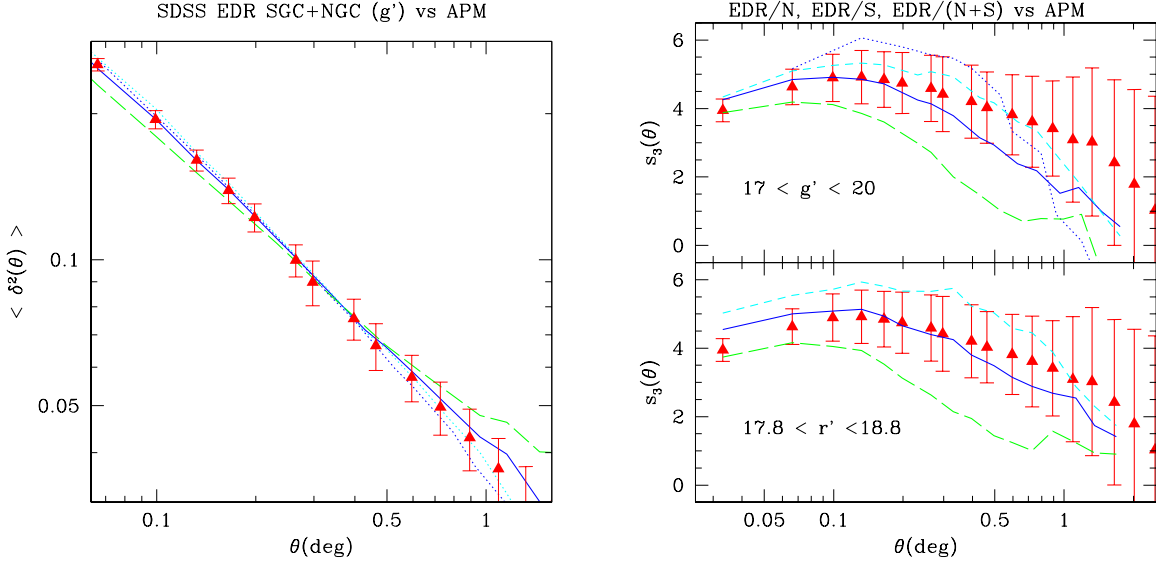 SDSS EDR SGC+NGC (g') vs APM
< δ²(θ) >
0.1
0.05
0.1
0.5
1
θ(deg)
EDR/N, EDR/S, EDR/(N+S) vs APM
s₃(θ)
6
4
2
0
17 < g' < 20
s₃(θ)
6
4
2
0
17.8 < r' <18.8
0.05
0.1
0.5
1
θ(deg)